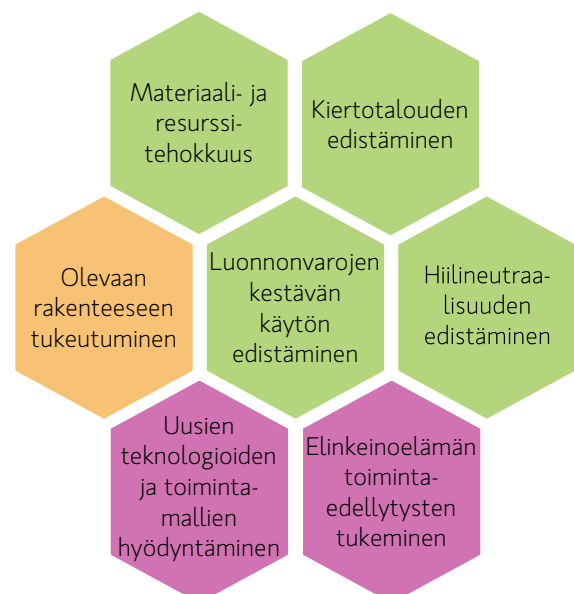 Materiaali- ja
resurssi-
tehokkuus
Kiertotalouden
edistäminen
Olevaan
rakenteeseen
tukeutuminen
Luonnonvarojen
kestävän
käytön
edistäminen
Hiilineutraa-
lisuuden
edistäminen
Uusien
teknologioiden
ja toiminta-
mallien
hyödyntäminen
Elinkeinoelämän
toiminta-
edellytysten
tukeminen